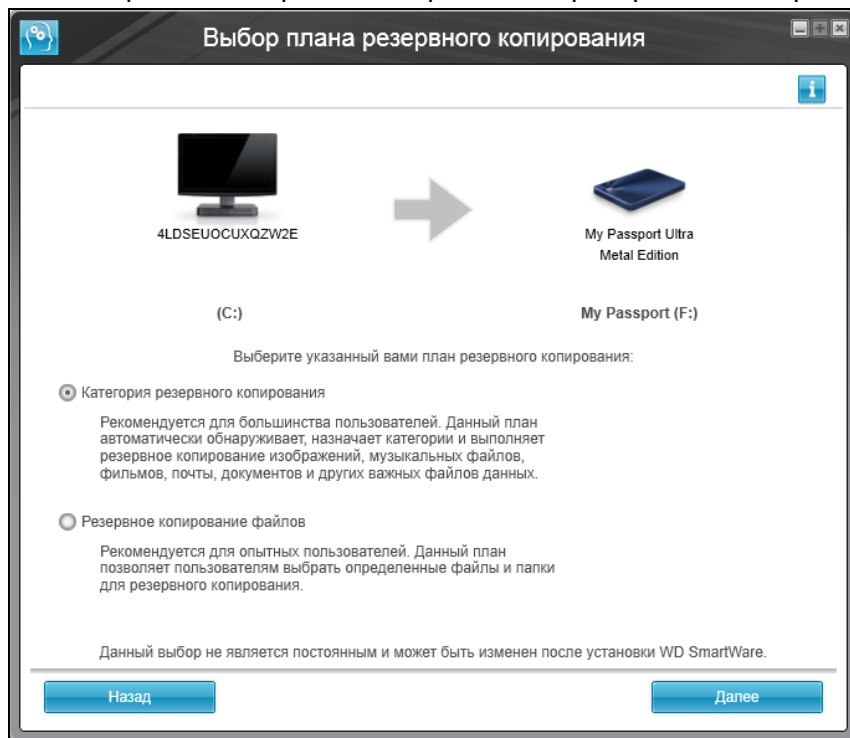 Выбор плана резервного копирования
4LDSEUOCUXQZW2E
My Passport Ultra
Metal Edition
(C:)
My Passport (F:)
Выберите указанный вами план резервного копирования:
Категория резервного копирования
Рекомендуется для большинства пользователей. Данный план
автоматически обнаруживает, назначает категории и выполняет
резервное копирование изображений, музыкальных файлов,
фильмов, почты, документов и других важных файлов данных.
Резервное копирование файлов
Рекомендуется для опытных пользователей. Данный план
позволяет пользователям выбрать определенные файлы и папки
для резервного копирования.
Данный выбор не является постоянным и может быть изменен после установки WD SmartWare.
Назад
Далее